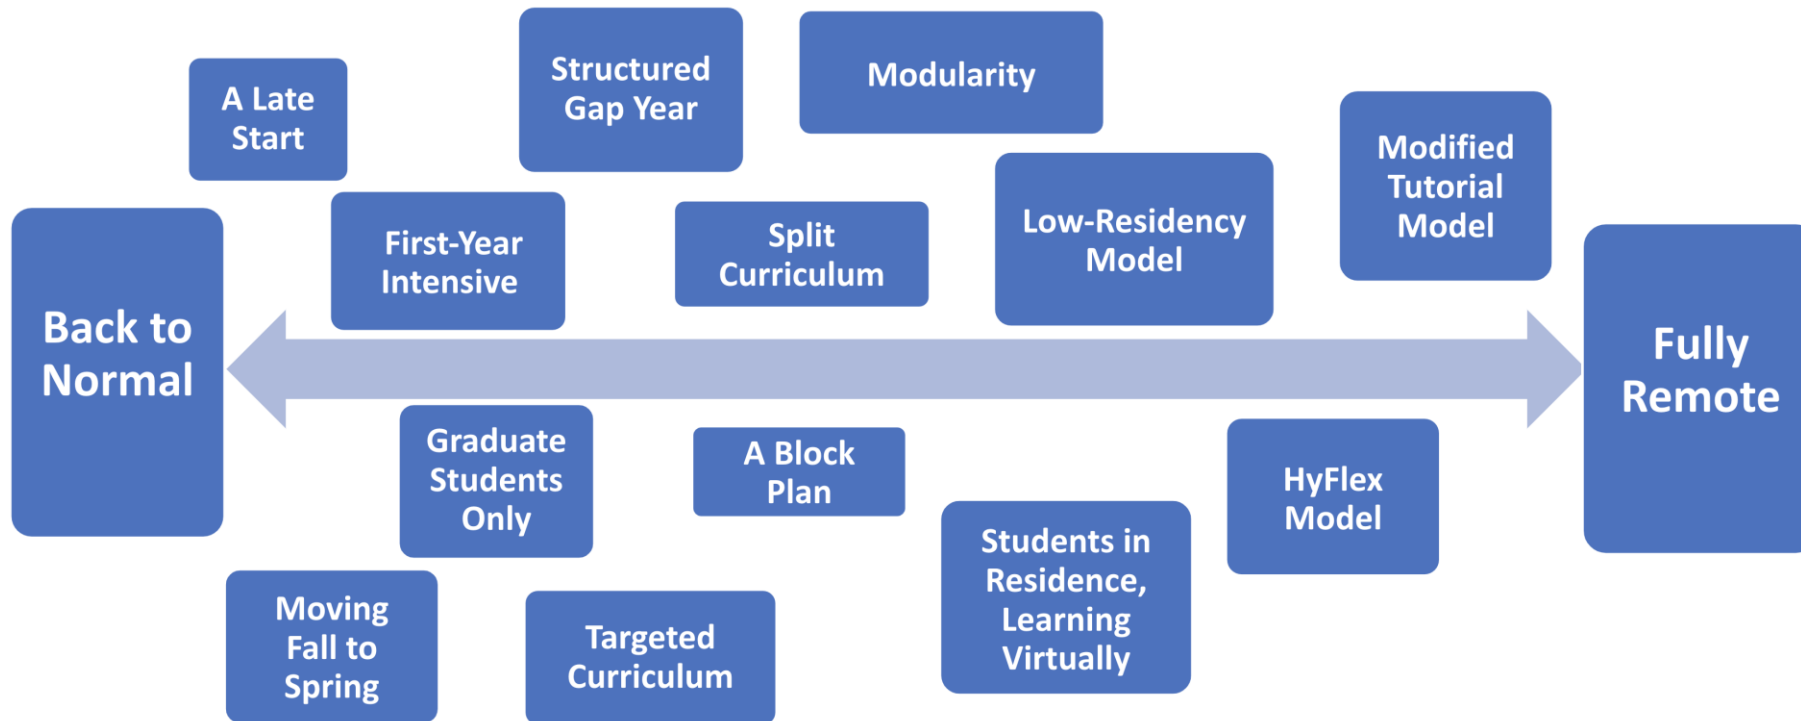 A Late
Start
Structured
Gap Year
Modularity
Modified
Tutorial
Model
First-Year
Intensive
Split
Curriculum
Low-Residency
Model
Back to
Normal
Fully
Remote
Graduate
Students
Only
A Block
Plan
HyFlex
Model
Students in
Residence,
Learning
Virtually
Moving
Fall to
Spring
Targeted
Curriculum